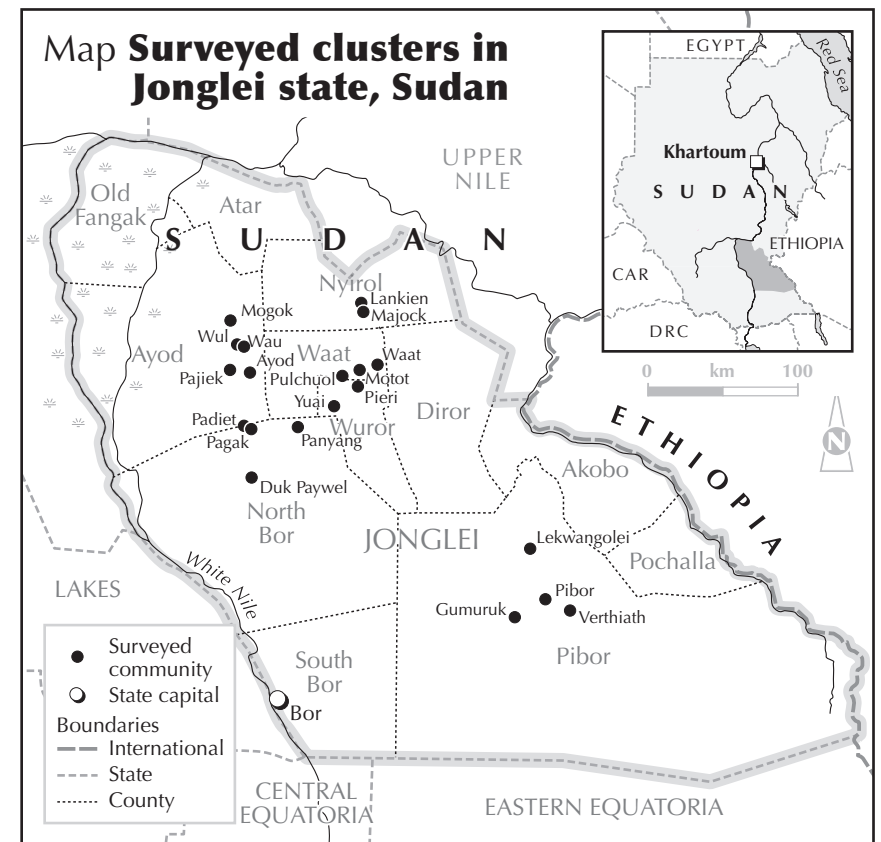 Map Surveyed clusters in
Jonglei state, Sudan
EGYPT
Red Sea
Khartoum
SUDAN
ETHIOPIA
CAR
DRC
0 km 100
N
UPPER
NILE
Old
Fangak
Atar
SUDAN
Nyirol
Lankien
Majock
Mogok
Wul
Wau
Ayod
Ayod
Pajiek
Waat
Waat
Pulchuol
Motot
Pieri
Yuai
Wuror
Diror
Padiet
Pagak
Panyang
Duk Paywel
North
Bor
ETHIOPIA
Akobo
JONGLEI
Lekwangolei
Pochalla
LAKES
White Nile
Pibor
Gumuruk
Verthiath
Pibor
South
Bor
Bor
Surveyed
community
State capital
Boundaries
International
State
County
CENTRAL
EQUATORIA
EASTERN EQUATORIA